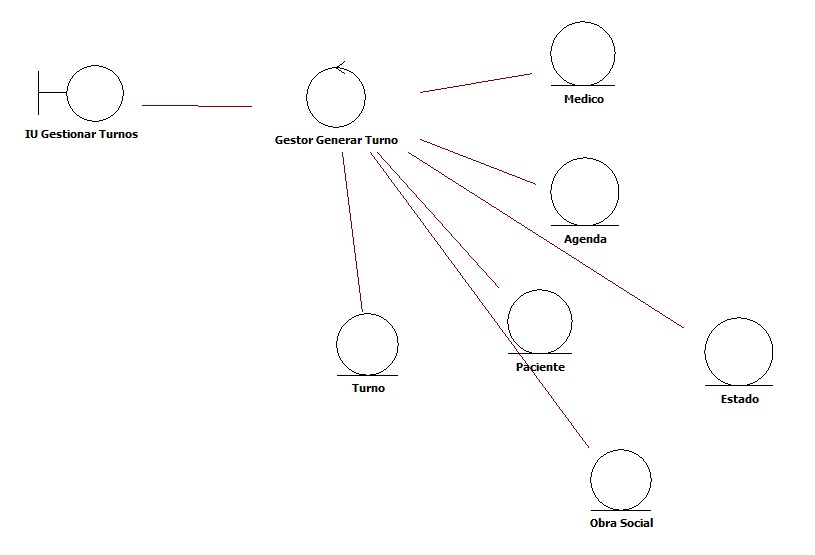 Medico
IU Gestionar Turnos
Gestor Generar Turno
Agenda
Paciente
Turno
Estado
Obra Social